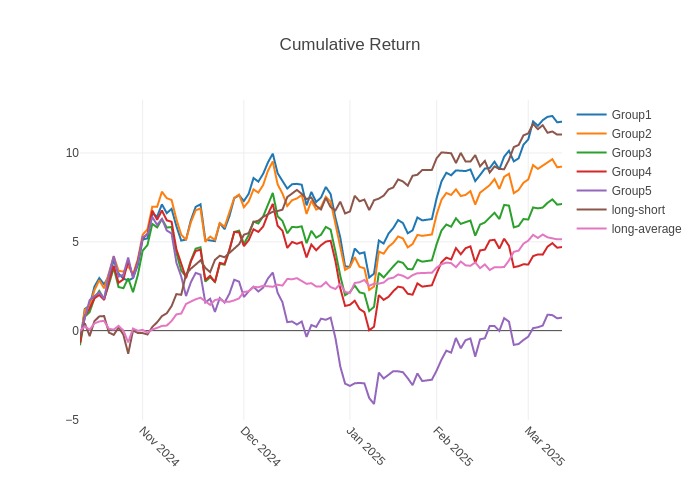 Cumulative Return
Group1
Group2
Group3
Group4
Group5
long-short
long-average
10
5
0
−5
Nov 2024
Dec 2024
Jan 2025
Feb 2025
Mar 2025